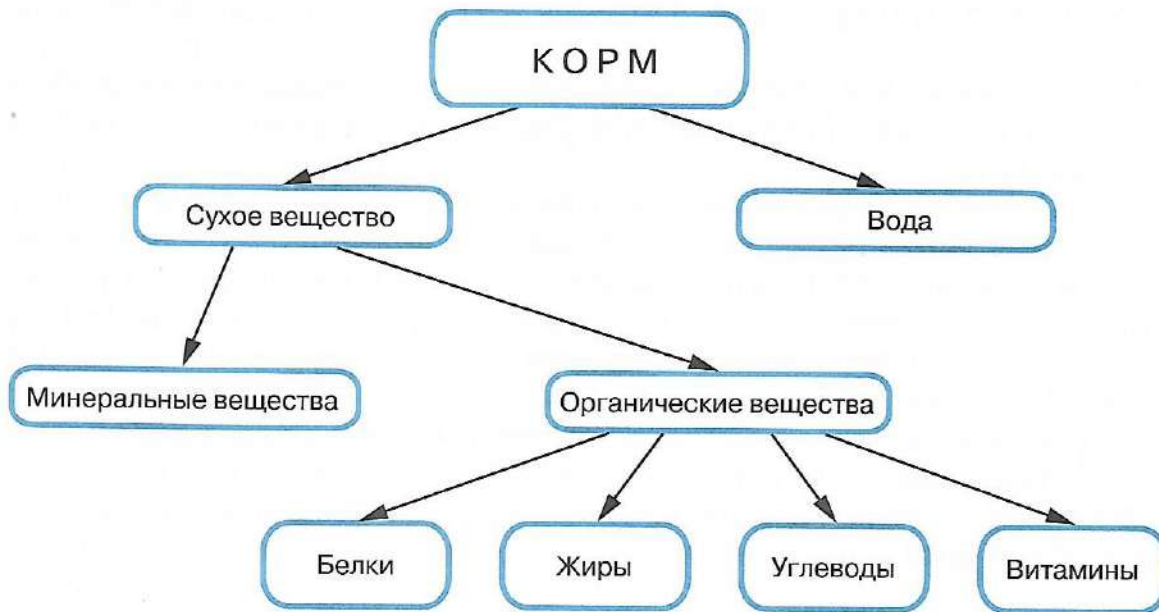 КОРМ
Сухое вещество
Вода
Минеральные вещества
Органические вещества
Белки
Жиры
Углеводы
Витамины